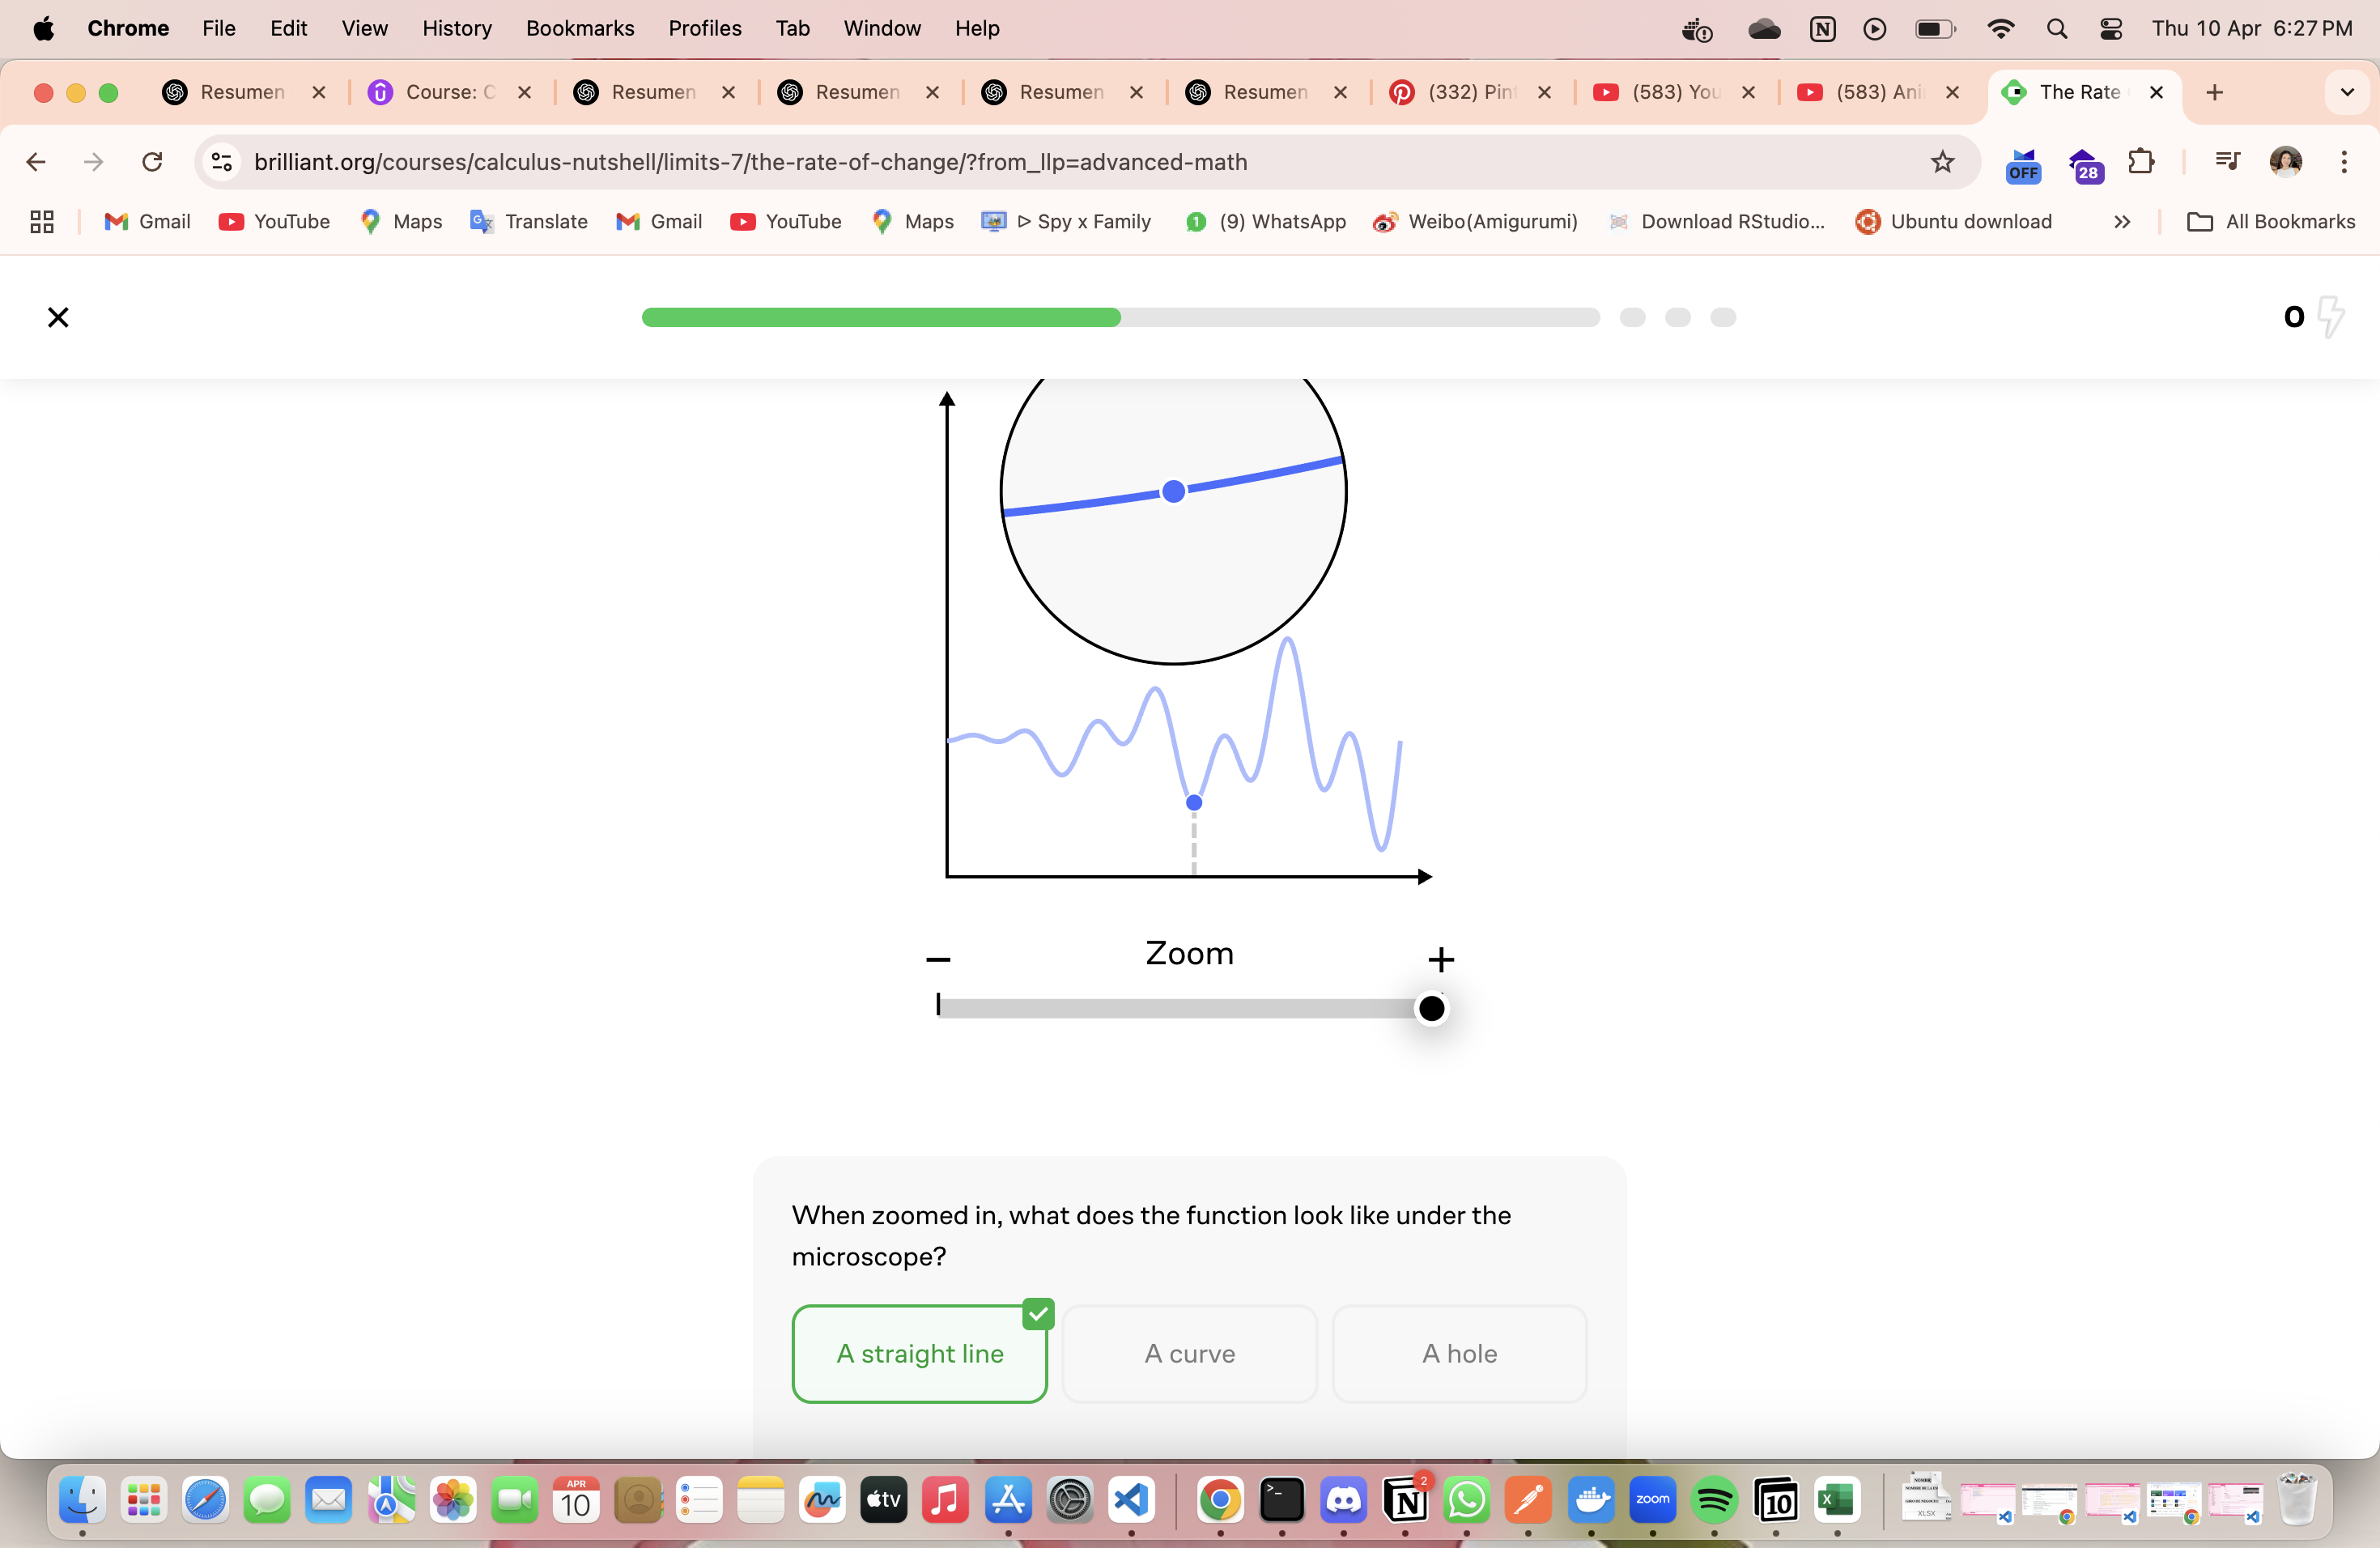 Chrome File Edit View History Bookmarks Profiles Tab Window Help Thu 10 Apr 6:27 PM
Resumen Course: C Resumen Resumen Resumen Resumen (332) Pin (583) You (583) Ani The Rate
brilliant.org/courses/calculus-nutshell/limits-7/the-rate-of-change/?from_llp=advanced-math OFF 28
Gmail YouTube Maps Translate Gmail YouTube Maps ᐅ Spy x Family (9) WhatsApp Weibo(Amigurumi) Download RStudio... Ubuntu download » All Bookmarks
0
− Zoom +
When zoomed in, what does the function look like under the
microscope?
A straight line A curve A hole
APR
10 tv 2 zoom 10 XLSX